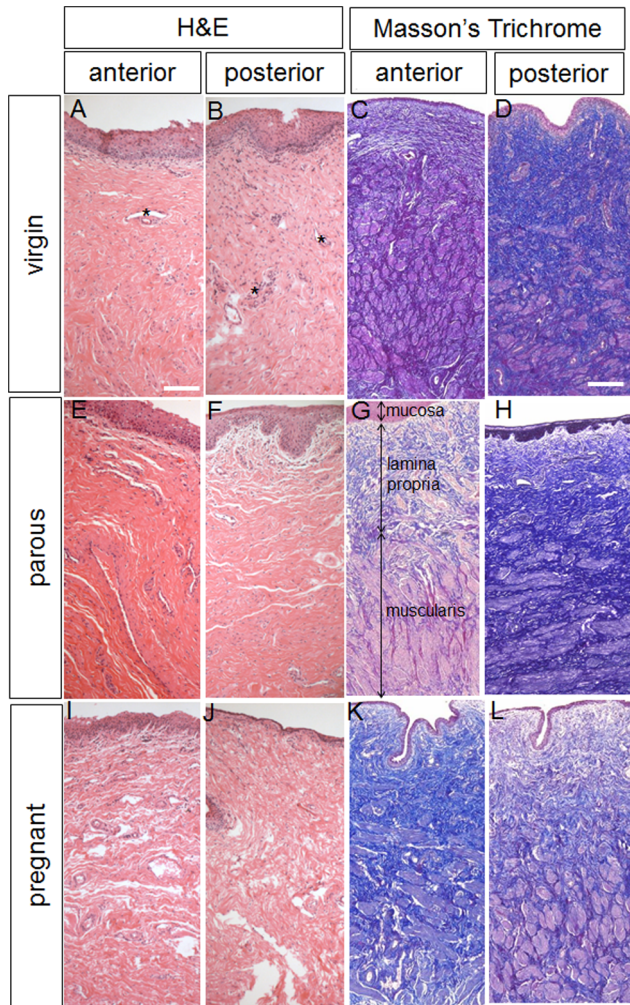 H&E
Masson's Trichrome
anterior
posterior
anterior
posterior
virgin
A
B
C
D
*
*
*
parous
E
F
G
H
mucosa
lamina
propria
muscularis
pregnant
I
J
K
L